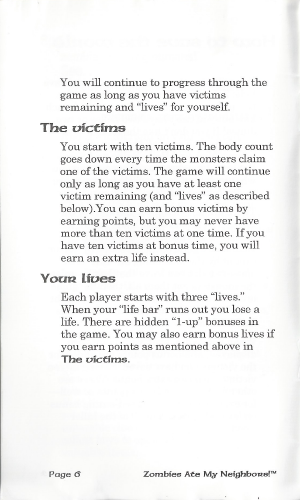 You will continue to progress through the
game as long as you have victims
remaining and "lives" for yourself.
The victims
You start with ten victims. The body count
goes down every time the monsters claim
one of the victims. The game will continue
only as long as you have at least one
victim remaining (and "lives" as described
below).You can earn bonus victims by
earning points, but you may never have
more than ten victims at one time. If you
have ten victims at bonus time, you will
earn an extra life instead.
Your lives
Each player starts with three "lives."
When your "life bar" runs out you lose a
life. There are hidden "1-up" bonuses in
the game. You may also earn bonus lives if
you earn points as mentioned above in
The victims.
Page 6 Zombies Ate My Neighbors!™